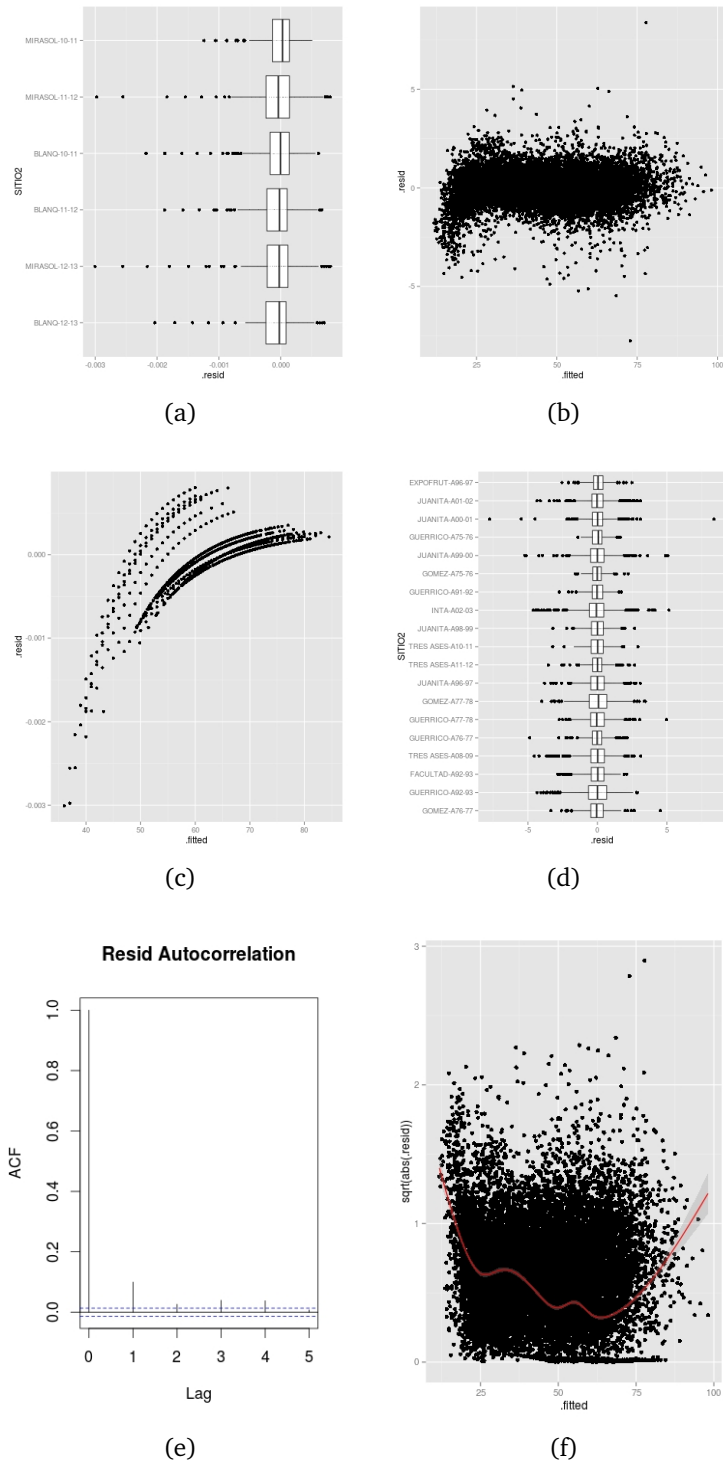 MIRASOL-10-11
MIRASOL-11-12
BLANQ-10-11
BLANQ-11-12
MIRASOL-12-13
BLANQ-12-13
SITIO2
-0.003 -0.002 -0.001 0.000
.resid
(a)
5
0
-5
.resid
25 50 75 100
.fitted
(b)
0.000
-0.001
-0.002
-0.003
.resid
40 50 60 70 80
.fitted
(c)
EXPOFRUT-A96-97
JUANITA-A01-02
JUANITA-A00-01
GUERRICO-A75-76
JUANITA-A99-00
GOMEZ-A75-76
GUERRICO-A91-92
INTA-A02-03
JUANITA-A98-99
TRES ASES-A10-11
TRES ASES-A11-12
JUANITA-A96-97
GOMEZ-A77-78
GUERRICO-A77-78
GUERRICO-A76-77
TRES ASES-A08-09
FACULTAD-A92-93
GUERRICO-A92-93
GOMEZ-A76-77
SITIO2
-5 0 5
.resid
(d)
Resid Autocorrelation
1.0
0.8
0.6
0.4
0.2
0.0
ACF
0 1 2 3 4 5
Lag
(e)
3
2
1
0
sqrt(abs(.resid))
25 50 75 100
.fitted
(f)